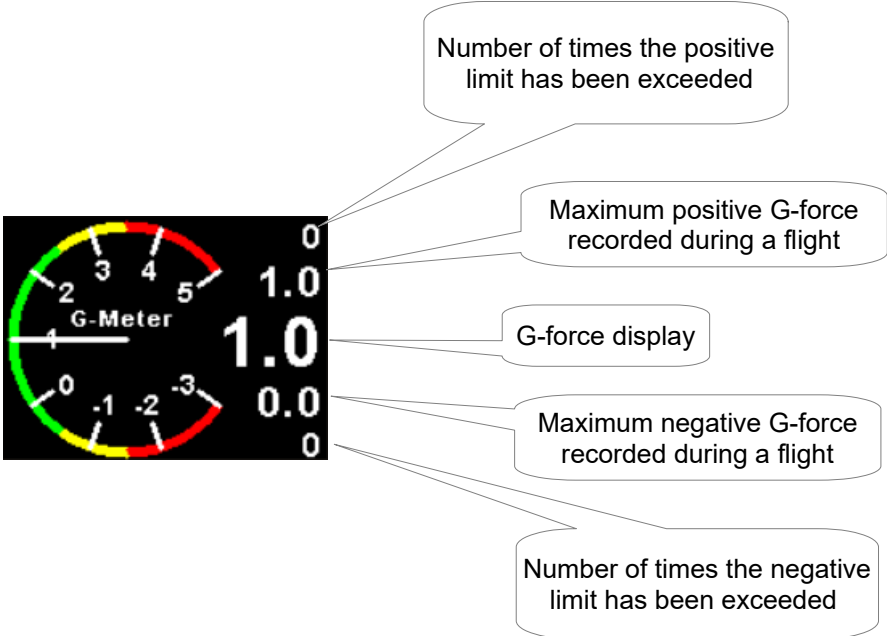 Number of times the positive
limit has been exceeded
Maximum positive G-force
recorded during a flight
G-force display
Maximum negative G-force
recorded during a flight
Number of times the negative
limit has been exceeded
0
1.0
1.0
0.0
0
G-Meter
5
4
3
2
1
0
-1
-2
-3